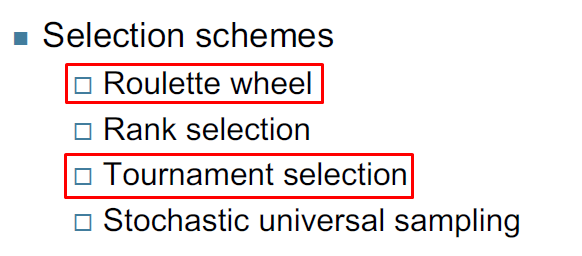 Selection schemes
Roulette wheel
Rank selection
Tournament selection
Stochastic universal sampling